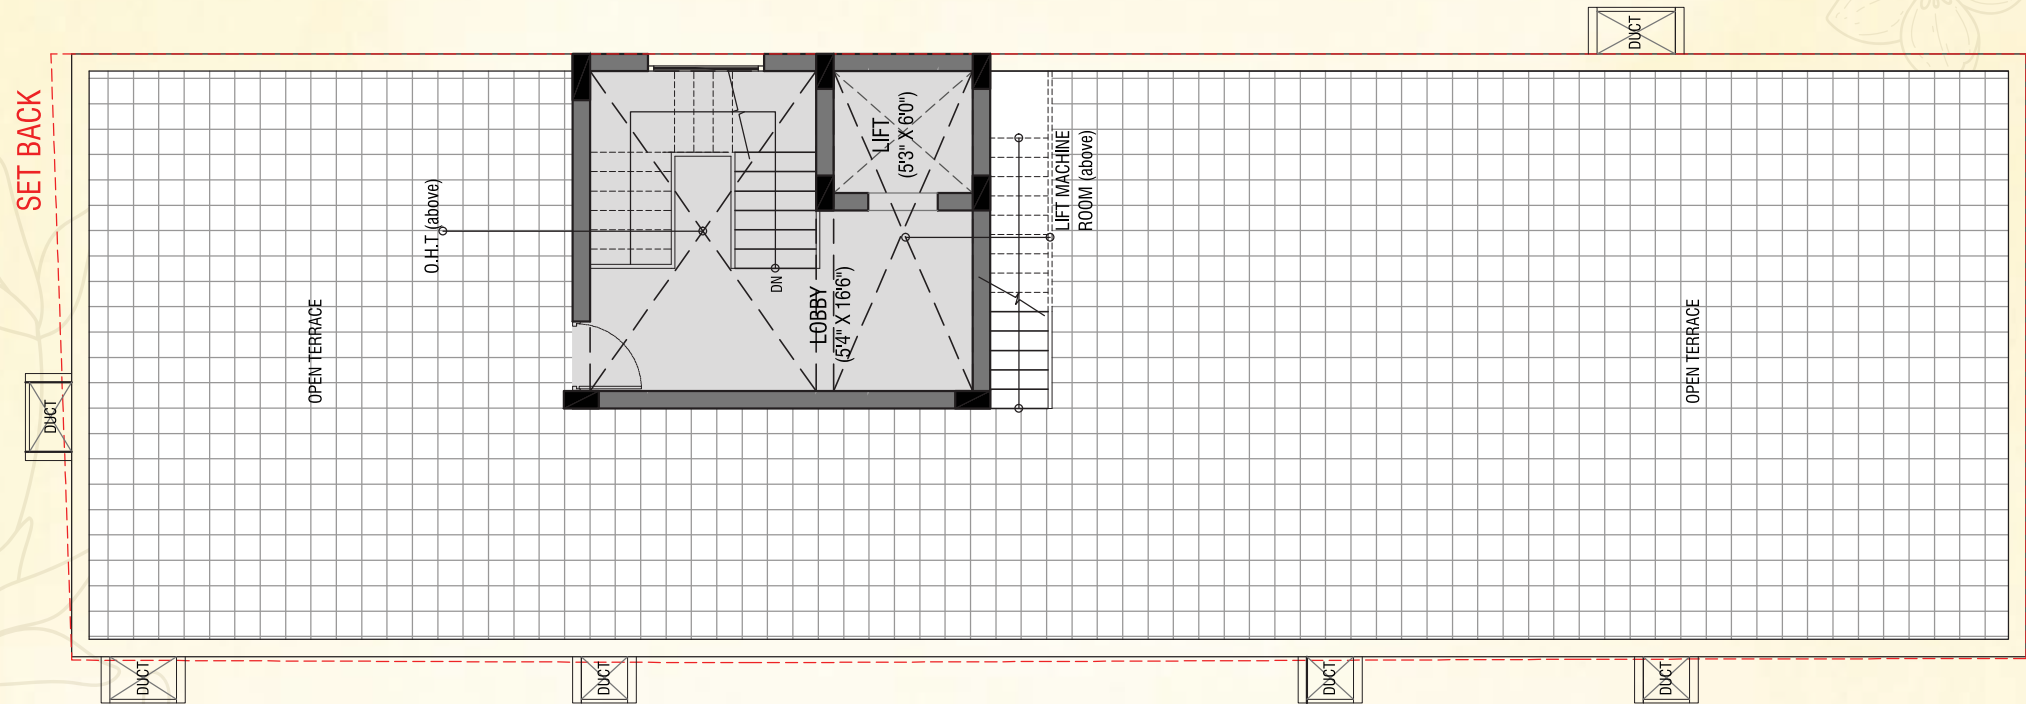 DUCT
SET BACK
LIFT
(5'3" X 6'0")
LIFT MACHINE
ROOM (above)
O.H.T (above)
DN
LOBBY
(5'4" X 16'6")
OPEN TERRACE
OPEN TERRACE
DUCT
DUCT
DUCT
DUCT
DUCT